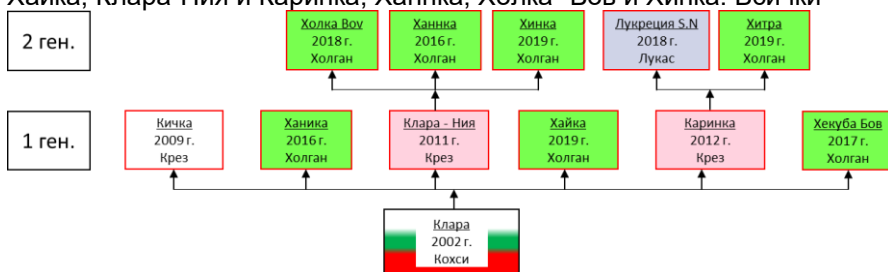 Хайка, Клара-Ния и Каринка, Ханнка, Холка- Бов и Хинка. Всички
2 ген.
Холка Bov
2018 г.
Холган
Ханнка
2016 г.
Холган
Хинка
2019 г.
Холган
Лукреция S.N
2018 г.
Лукас
Хитра
2019 г.
Холган
1 ген.
Кичка
2009 г.
Крез
Ханика
2016 г.
Холган
Клара - Ния
2011 г.
Крез
Хайка
2019 г.
Холган
Каринка
2012 г.
Крез
Хекуба Бов
2017 г.
Холган
Клара
2002 г.
Кохси